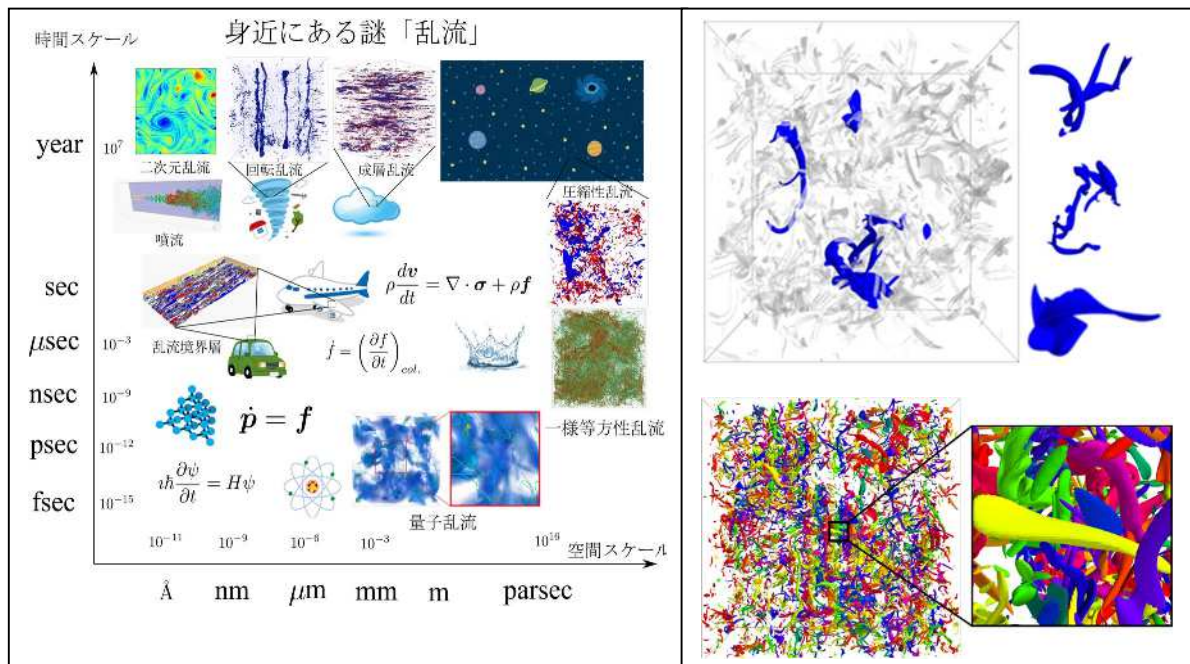 身近にある謎「乱流」
時間スケール
year
10^7
二次元乱流
回転乱流
成層乱流
圧縮性乱流
噴流
sec
ρ dv/dt = ∇・σ + ρf
μsec
10^-3
乱流境界層
ḟ = (∂f/∂t)_col.
nsec
10^-9
ṗ = f
一様等方性乱流
psec
10^-12
ιħ ∂ψ/∂t = Hψ
fsec
10^-15
量子乱流
10^-11
10^-9
10^-6
10^-3
10^16
空間スケール
Å
nm
μm
mm
m
parsec